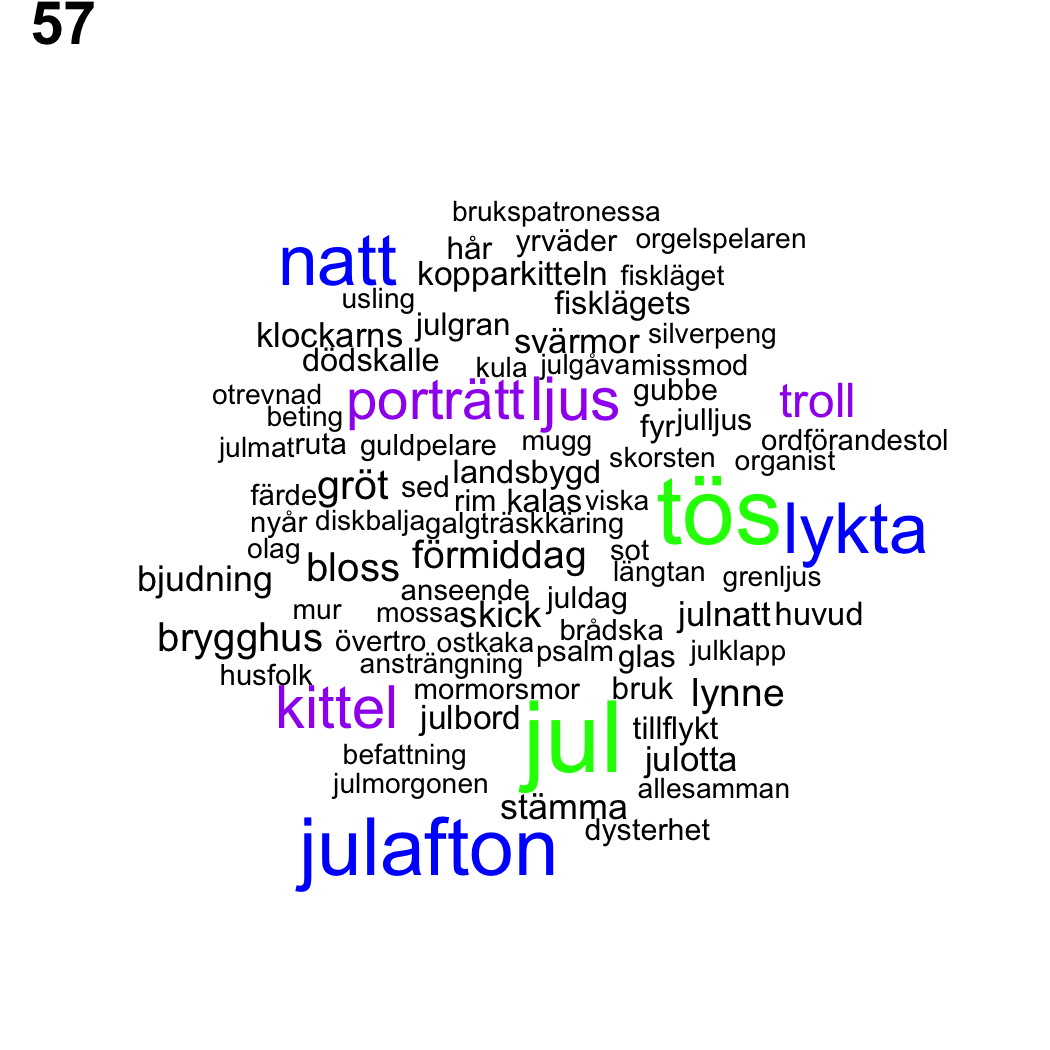 57
brukspatronessa
natt hår yrväder orgelspelaren
kopparkitteln fiskläget
usling fisklägets
klockarns julgran svärmor silverpeng
dödskalle kula julgåva missmod
otrevnad porträtt ljus gubbe troll
beting fyr julljus
julmat ruta guldpelare mugg skorsten ordförandestol
organist
färde gröt sed landsbygd
rim kalas viska tös lykta
nyår diskbalja galgträskkäring
olag bloss förmiddag sot
bjudning anseende längtan grenljus
mur mossa skick juldag julnatt huvud
brygghus övertro ostkaka brådska
ansträngning psalm glas julklapp
husfolk
kittel mormorsmor bruk lynne
julbord jul tillflykt
befattning julotta
julmorgonen allesamman
stämma
julafton dysterhet